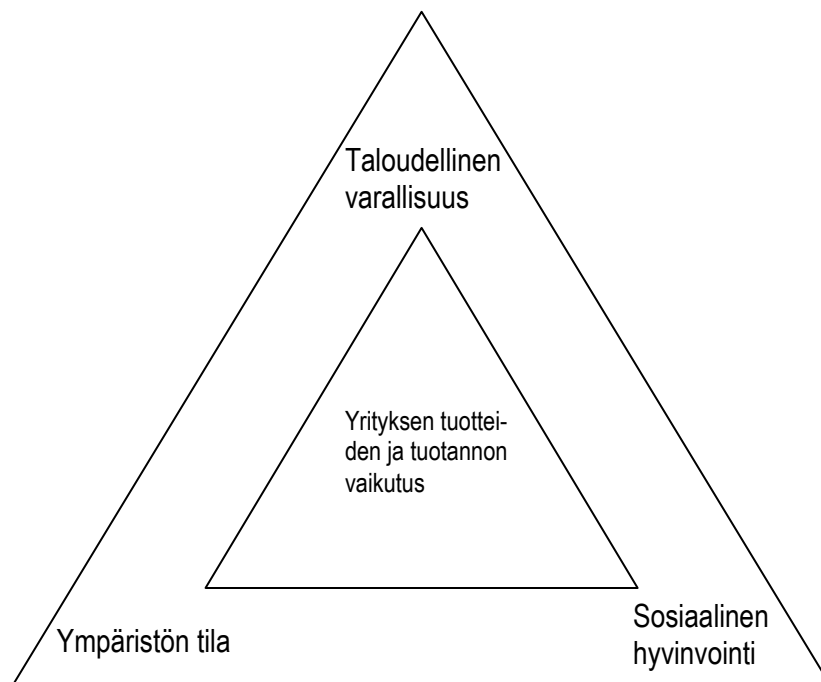 Taloudellinen
varallisuus
Yrityksen tuottei-
den ja tuotannon
vaikutus
Ympäristön tila
Sosiaalinen
hyvinvointi